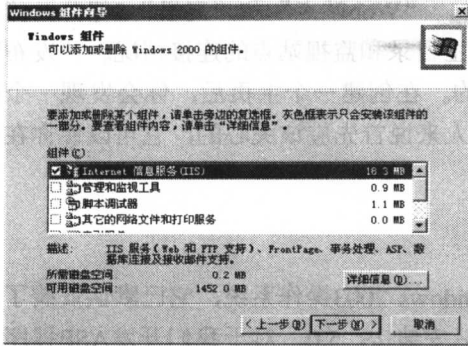 Windows 组件向导
Windows 组件
可以添加或删除 Windows 2000 的组件。
要添加或删除某个组件,请单击旁边的复选框。灰色框表示只会安装该组件的
一部分。要查看组件内容,请单击“详细信息”。
组件(C)
Internet 信息服务(IIS) 16.3 MB
管理和监视工具 0.9 MB
脚本调试器 1.1 MB
其它的网络文件和打印服务 0.0 MB
描述: IIS 服务(Web 和 FTP 支持)、FrontPage、事务处理、ASP、数
据库连接及接收邮件支持。
所需磁盘空间 0.2 MB
可用磁盘空间 1452.0 MB
详细信息(D)...
<上一步(B) 下一步(N)> 取消